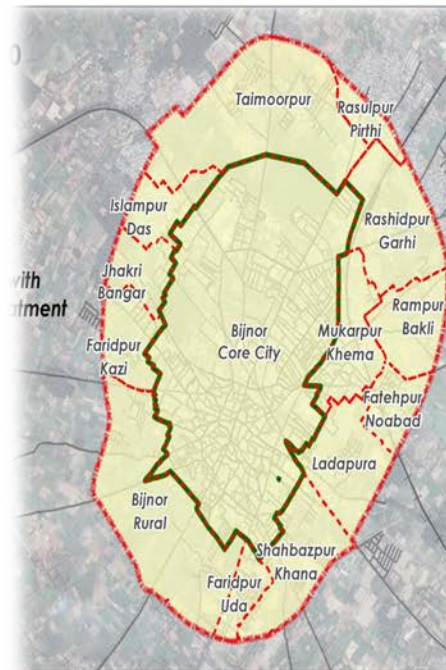 Taimoorpur
Rasulpur
Pirthi
Islampur
Das
Rashidpur
Garhi
with
Jhakri
Bangar
Rampur
Bakli
Bijnor
Core City
Mukarpur
Khema
Faridpur
Kazi
Fatehpur
Noabad
Ladapura
Bijnor
Rural
Shahbazpur
Khana
Faridpur
Uda